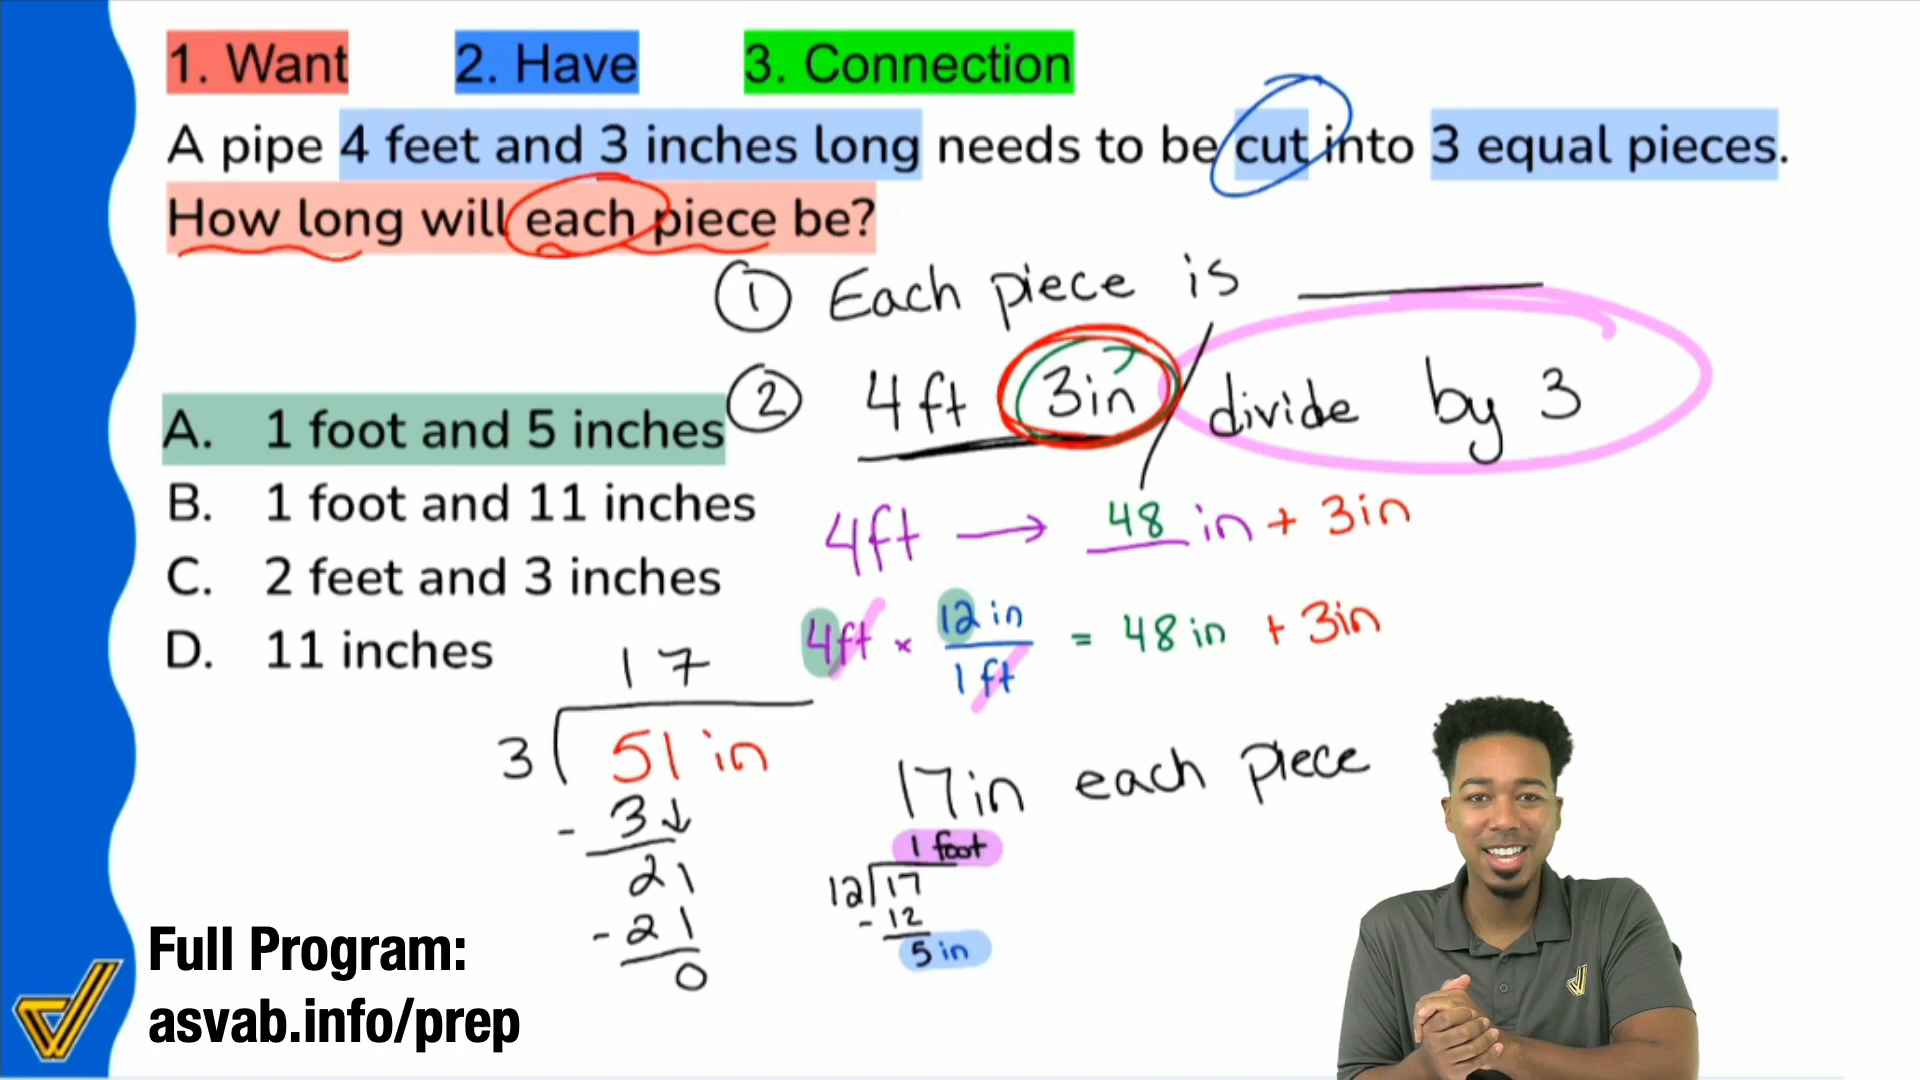 1. Want 2. Have 3. Connection
A pipe 4 feet and 3 inches long needs to be cut into 3 equal pieces.
How long will each piece be?
① Each piece is
② 4ft 3in / divide by 3
A. 1 foot and 5 inches
B. 1 foot and 11 inches
C. 2 feet and 3 inches
D. 11 inches
4ft → 48 in + 3in
4ft × 12 in / 1 ft = 48 in + 3in
17
3 51 in
- 3↓
21
- 21
0
17in each piece
1 foot
12 17
- 12
5 in
Full Program:
asvab.info/prep